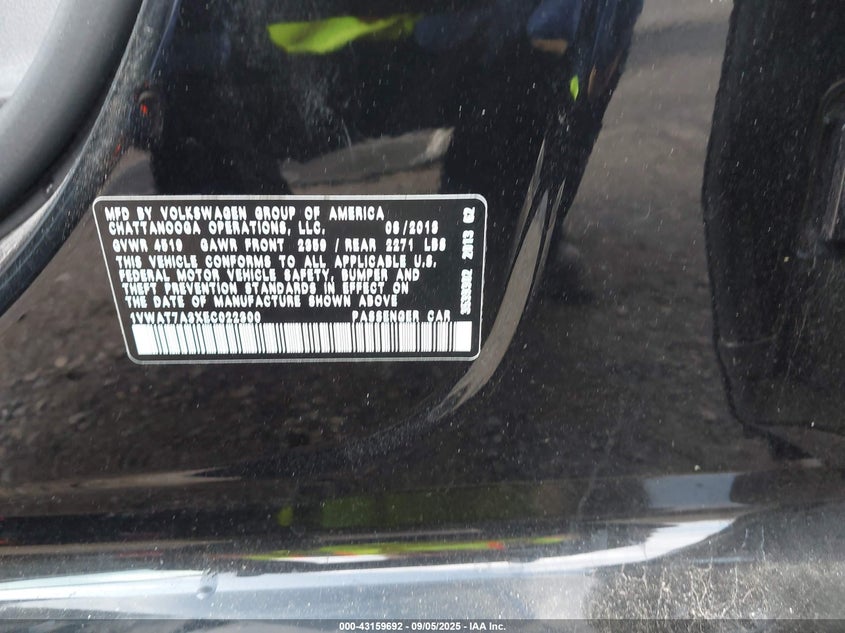 MFD BY VOLKSWAGEN GROUP OF AMERICA
CHATTANOOGA OPERATIONS, LLC.
GVWR 4519 GAWR FRONT 2359 / REAR 2271 LBS
THIS VEHICLE CONFORMS TO ALL APPLICABLE U.S.
FEDERAL MOTOR VEHICLE SAFETY, BUMPER AND
THEFT PREVENTION STANDARDS IN EFFECT ON
THE DATE OF MANUFACTURE SHOWN ABOVE
1VWAT7A3XEC022300 PASSENGER CAR
2013 G2
000-43159692 - 09/05/2025 - IAA Inc.